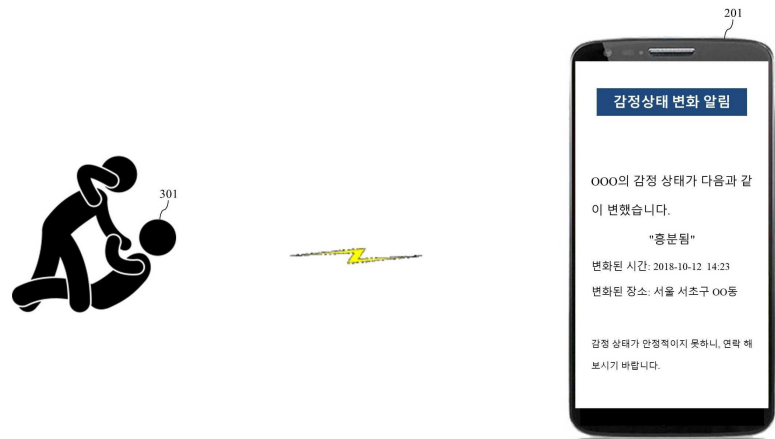 201
감정상태 변화 알림
301
OOO의 감정 상태가 다음과 같
이 변했습니다.
"흥분됨"
변화된 시간: 2018-10-12 14:23
변화된 장소: 서울 서초구 OO동
감정 상태가 안정적이지 못하니, 연락 해
보시기 바랍니다.